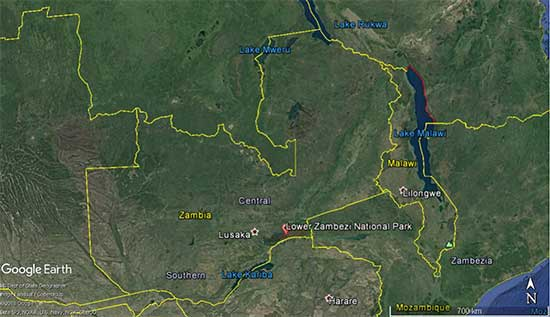 Lake Rukwa
Lake Mweru
Lake Malawi
Malawi
Lilongwe
Central
Zambia
Lower Zambezi National Park
Lusaka
Zambezia
Google Earth
Southern
Lake Kariba
Harare
Mozambique
700 km
N
Moz